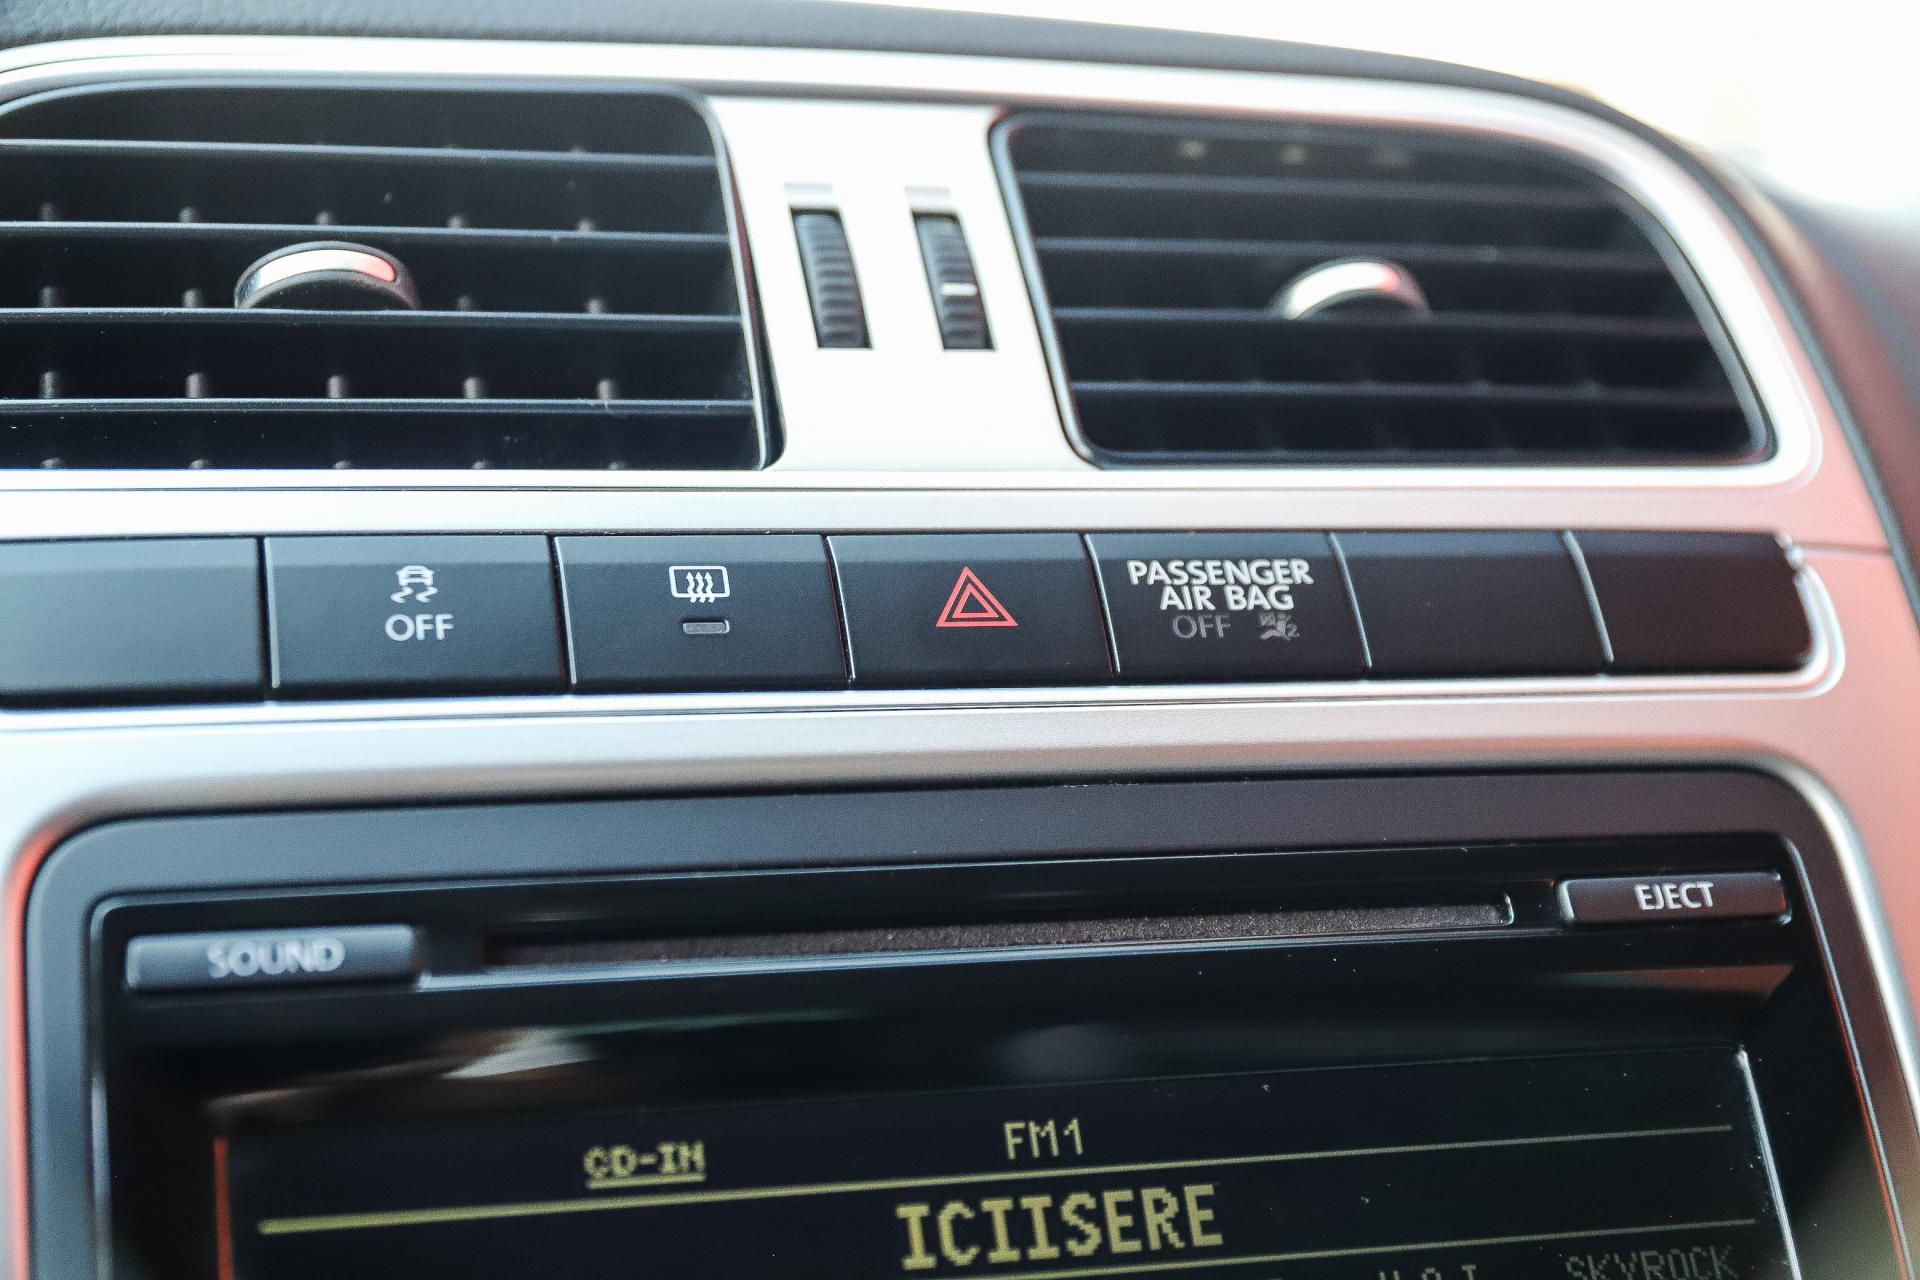 OFF
PASSENGER
AIR BAG
OFF
SOUND
EJECT
CD-IN
FM1
ICIISERE
SKYROCK